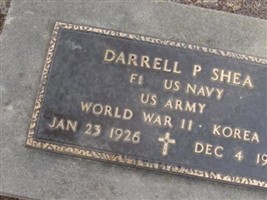 DARRELL P SHEA
F1 US NAVY
US ARMY
WORLD WAR II KOREA
JAN 23 1926 DEC 4 19